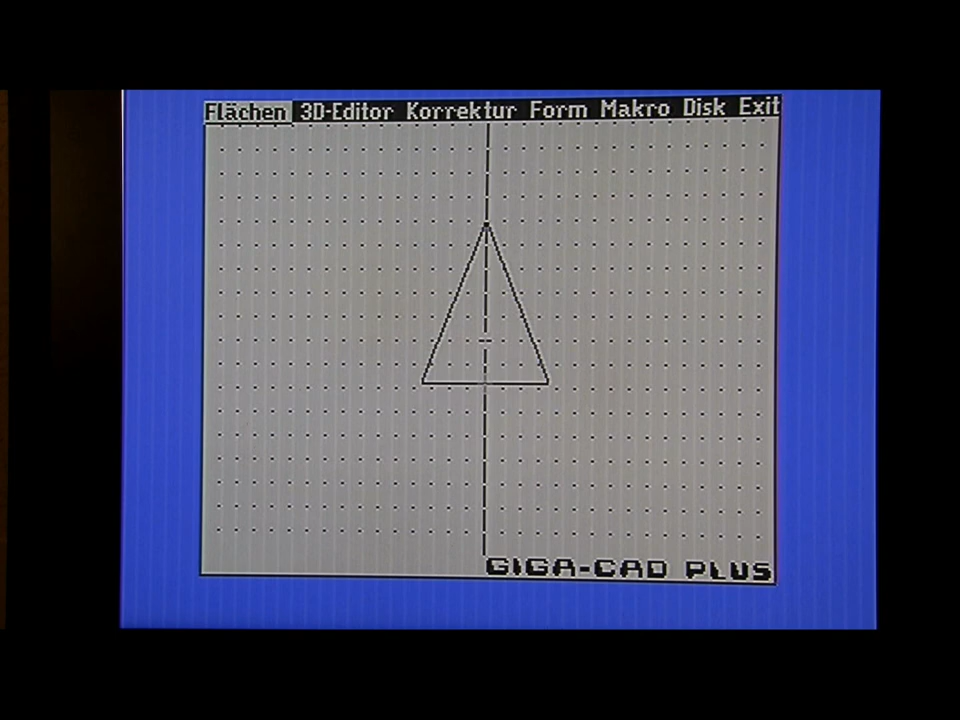 Flächen 3D-Editor Korrektur Form Makro Disk Exit
GIGA-CAD PLUS